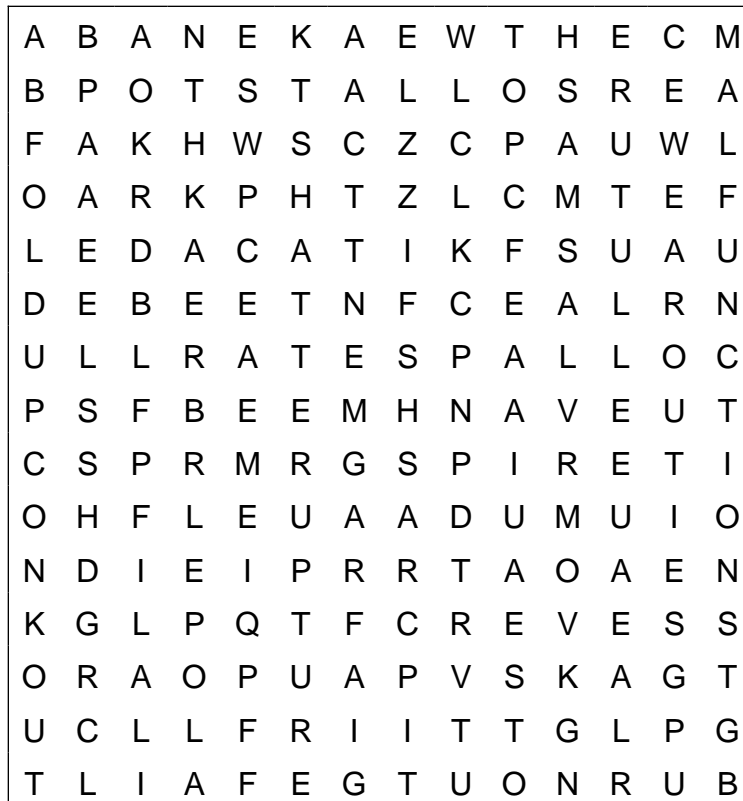 A B A N E K A E W T H E C M
B P O T S T A L L O S R E A
F A K H W S C Z C P A U W L
O A R K P H T Z L C M T E F
L E D A C A T I K F S U A U
D E B E E T N F C E A L R N
U L L R A T E S P A L L O C
P S F B E E M H N A V E U T
C S P R M R G S P I R E T I
O H F L E U A A D U M U I O
N D I E I P R R T A O A E N
K G L P Q T F C R E V E S S
O R A O P U A P V S K A G T
U C L L F R I I T T G L P G
T L I A F E G T U O N R U B